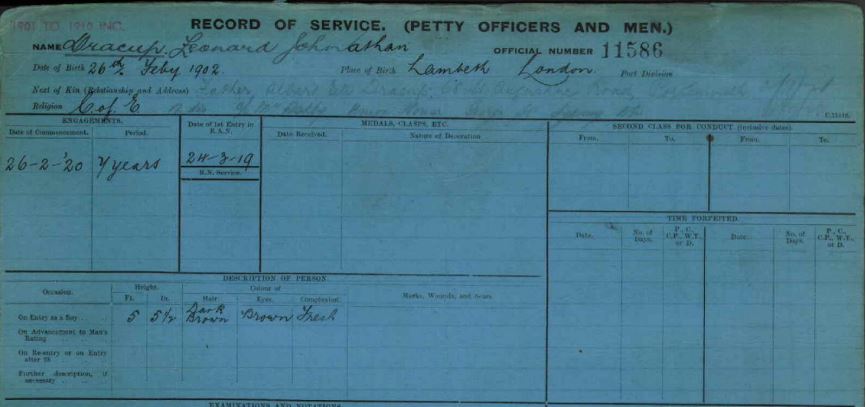 1901 TO 1910 INC.
RECORD OF SERVICE. (PETTY OFFICERS AND MEN.)
NAME Dracup, Leonard Johnathan OFFICIAL NUMBER 11586
Date of Birth 26th Feby 1902. Place of Birth Lambeth London. Port Division
Next of Kin (Relationship and Address) Father, Albert
Religion C. of E.
ENGAGEMENTS. Date of 1st Entry in R.A.N. MEDALS, CLASPS, ETC. SECOND CLASS FOR CONDUCT (inclusive dates).
Date of Commencement. Period. Date Received. Nature of Decoration From. To. From. To.
26-2-'20 7 years 24-3-19
R.N. Service.
TIME FORFEITED.
Date. No. of Days. P., C., C.P., W.T., or D. Date. No. of Days. P., C., C.P., W.T., or D.
DESCRIPTION OF PERSON.
Occasion. Height. Colour of Marks, Wounds, and Scars
Ft. In. Hair. Eyes. Complexion.
On Entry as a Boy 5 5½ Dark Brown Brown Fresh
On Advancement to Man's Rating
On Re-entry or on Entry after
Further description, if necessary
EXAMINATIONS AND NOTATIONS